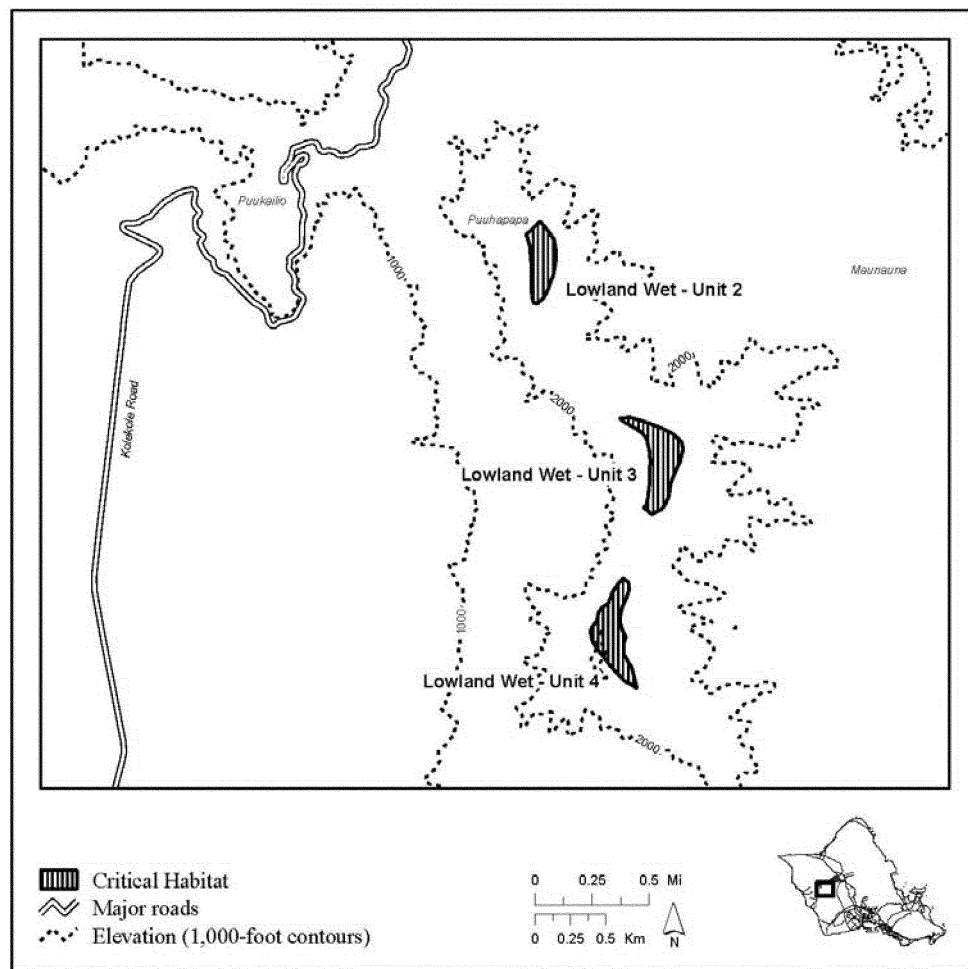 Puukailio
Puuhapapa
1000
Maunauna
Lowland Wet - Unit 2
2000
Kolekole Road
2000
Lowland Wet - Unit 3
1000
Lowland Wet - Unit 4
2000
Critical Habitat
Major roads
Elevation (1,000-foot contours)
0 0.25 0.5 Mi
0 0.25 0.5 Km
N